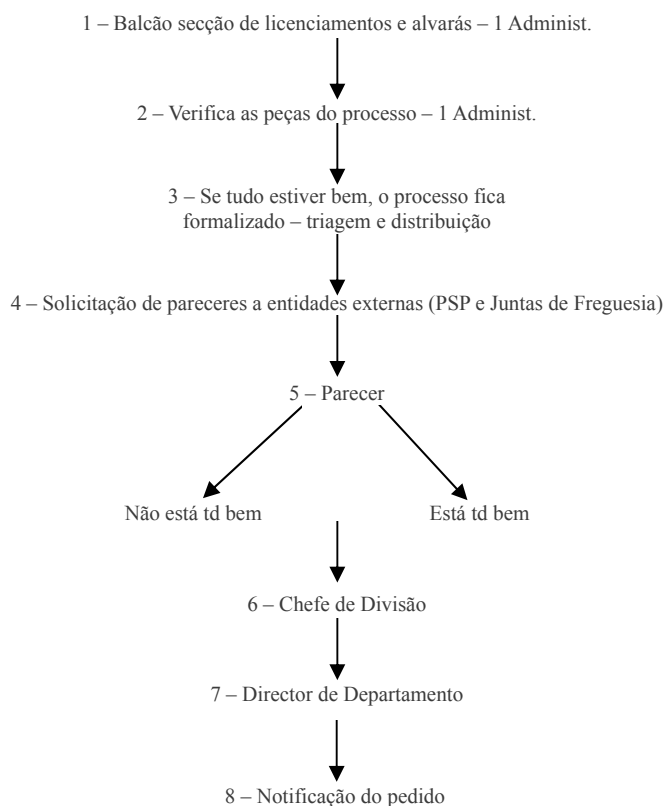 1 – Balcão secção de licenciamentos e alvarás – 1 Administ.
2 – Verifica as peças do processo – 1 Administ.
3 – Se tudo estiver bem, o processo fica
formalizado – triagem e distribuição
4 – Solicitação de pareceres a entidades externas (PSP e Juntas de Freguesia)
5 – Parecer
Não está td bem
Está td bem
6 – Chefe de Divisão
7 – Director de Departamento
8 – Notificação do pedido